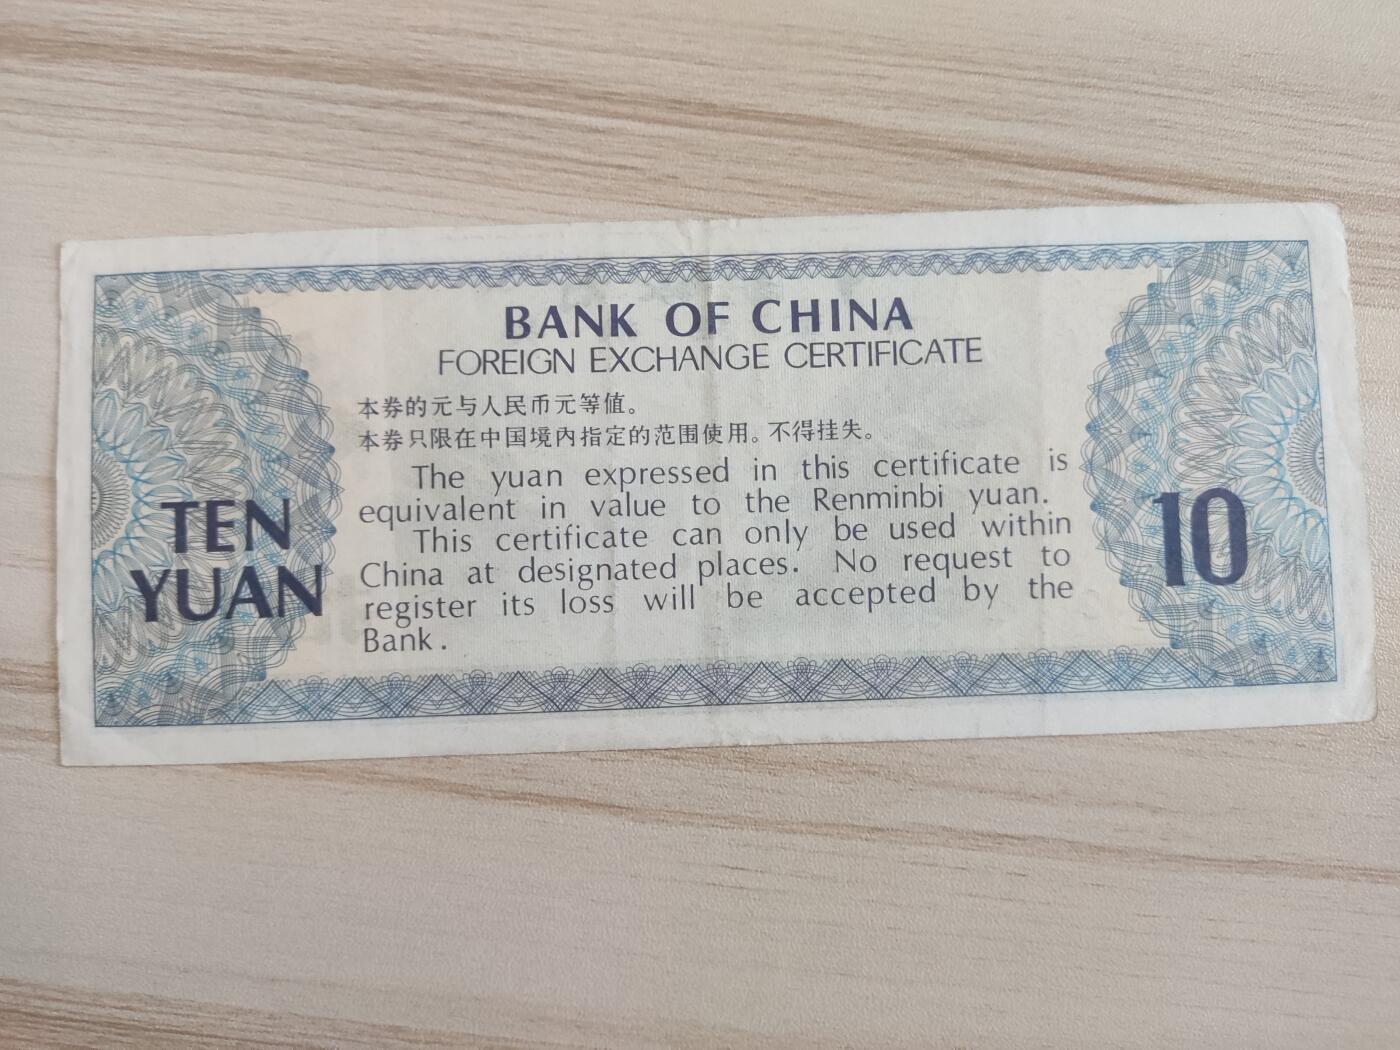 BANK OF CHINA
FOREIGN EXCHANGE CERTIFICATE
本券的元与人民币元等值。
本券只限在中国境内指定的范围使用。不得挂失。
The yuan expressed in this certificate is
equivalent in value to the Renminbi yuan.
This certificate can only be used within
China at designated places. No request to
register its loss will be accepted by the
Bank.
TEN
YUAN
10